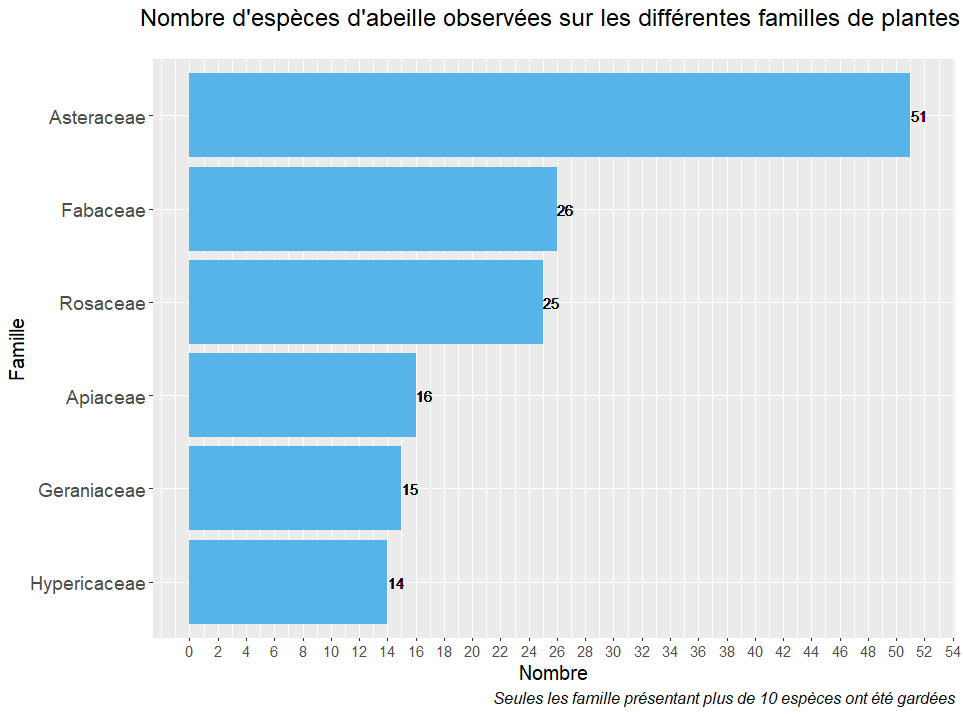 Nombre d'espèces d'abeille observées sur les différentes familles de plantes
Famille
Asteraceae
51
Fabaceae
26
Rosaceae
25
Apiaceae
16
Geraniaceae
15
Hypericaceae
14
0 2 4 6 8 10 12 14 16 18 20 22 24 26 28 30 32 34 36 38 40 42 44 46 48 50 52 54
Nombre
Seules les famille présentant plus de 10 espèces ont été gardées